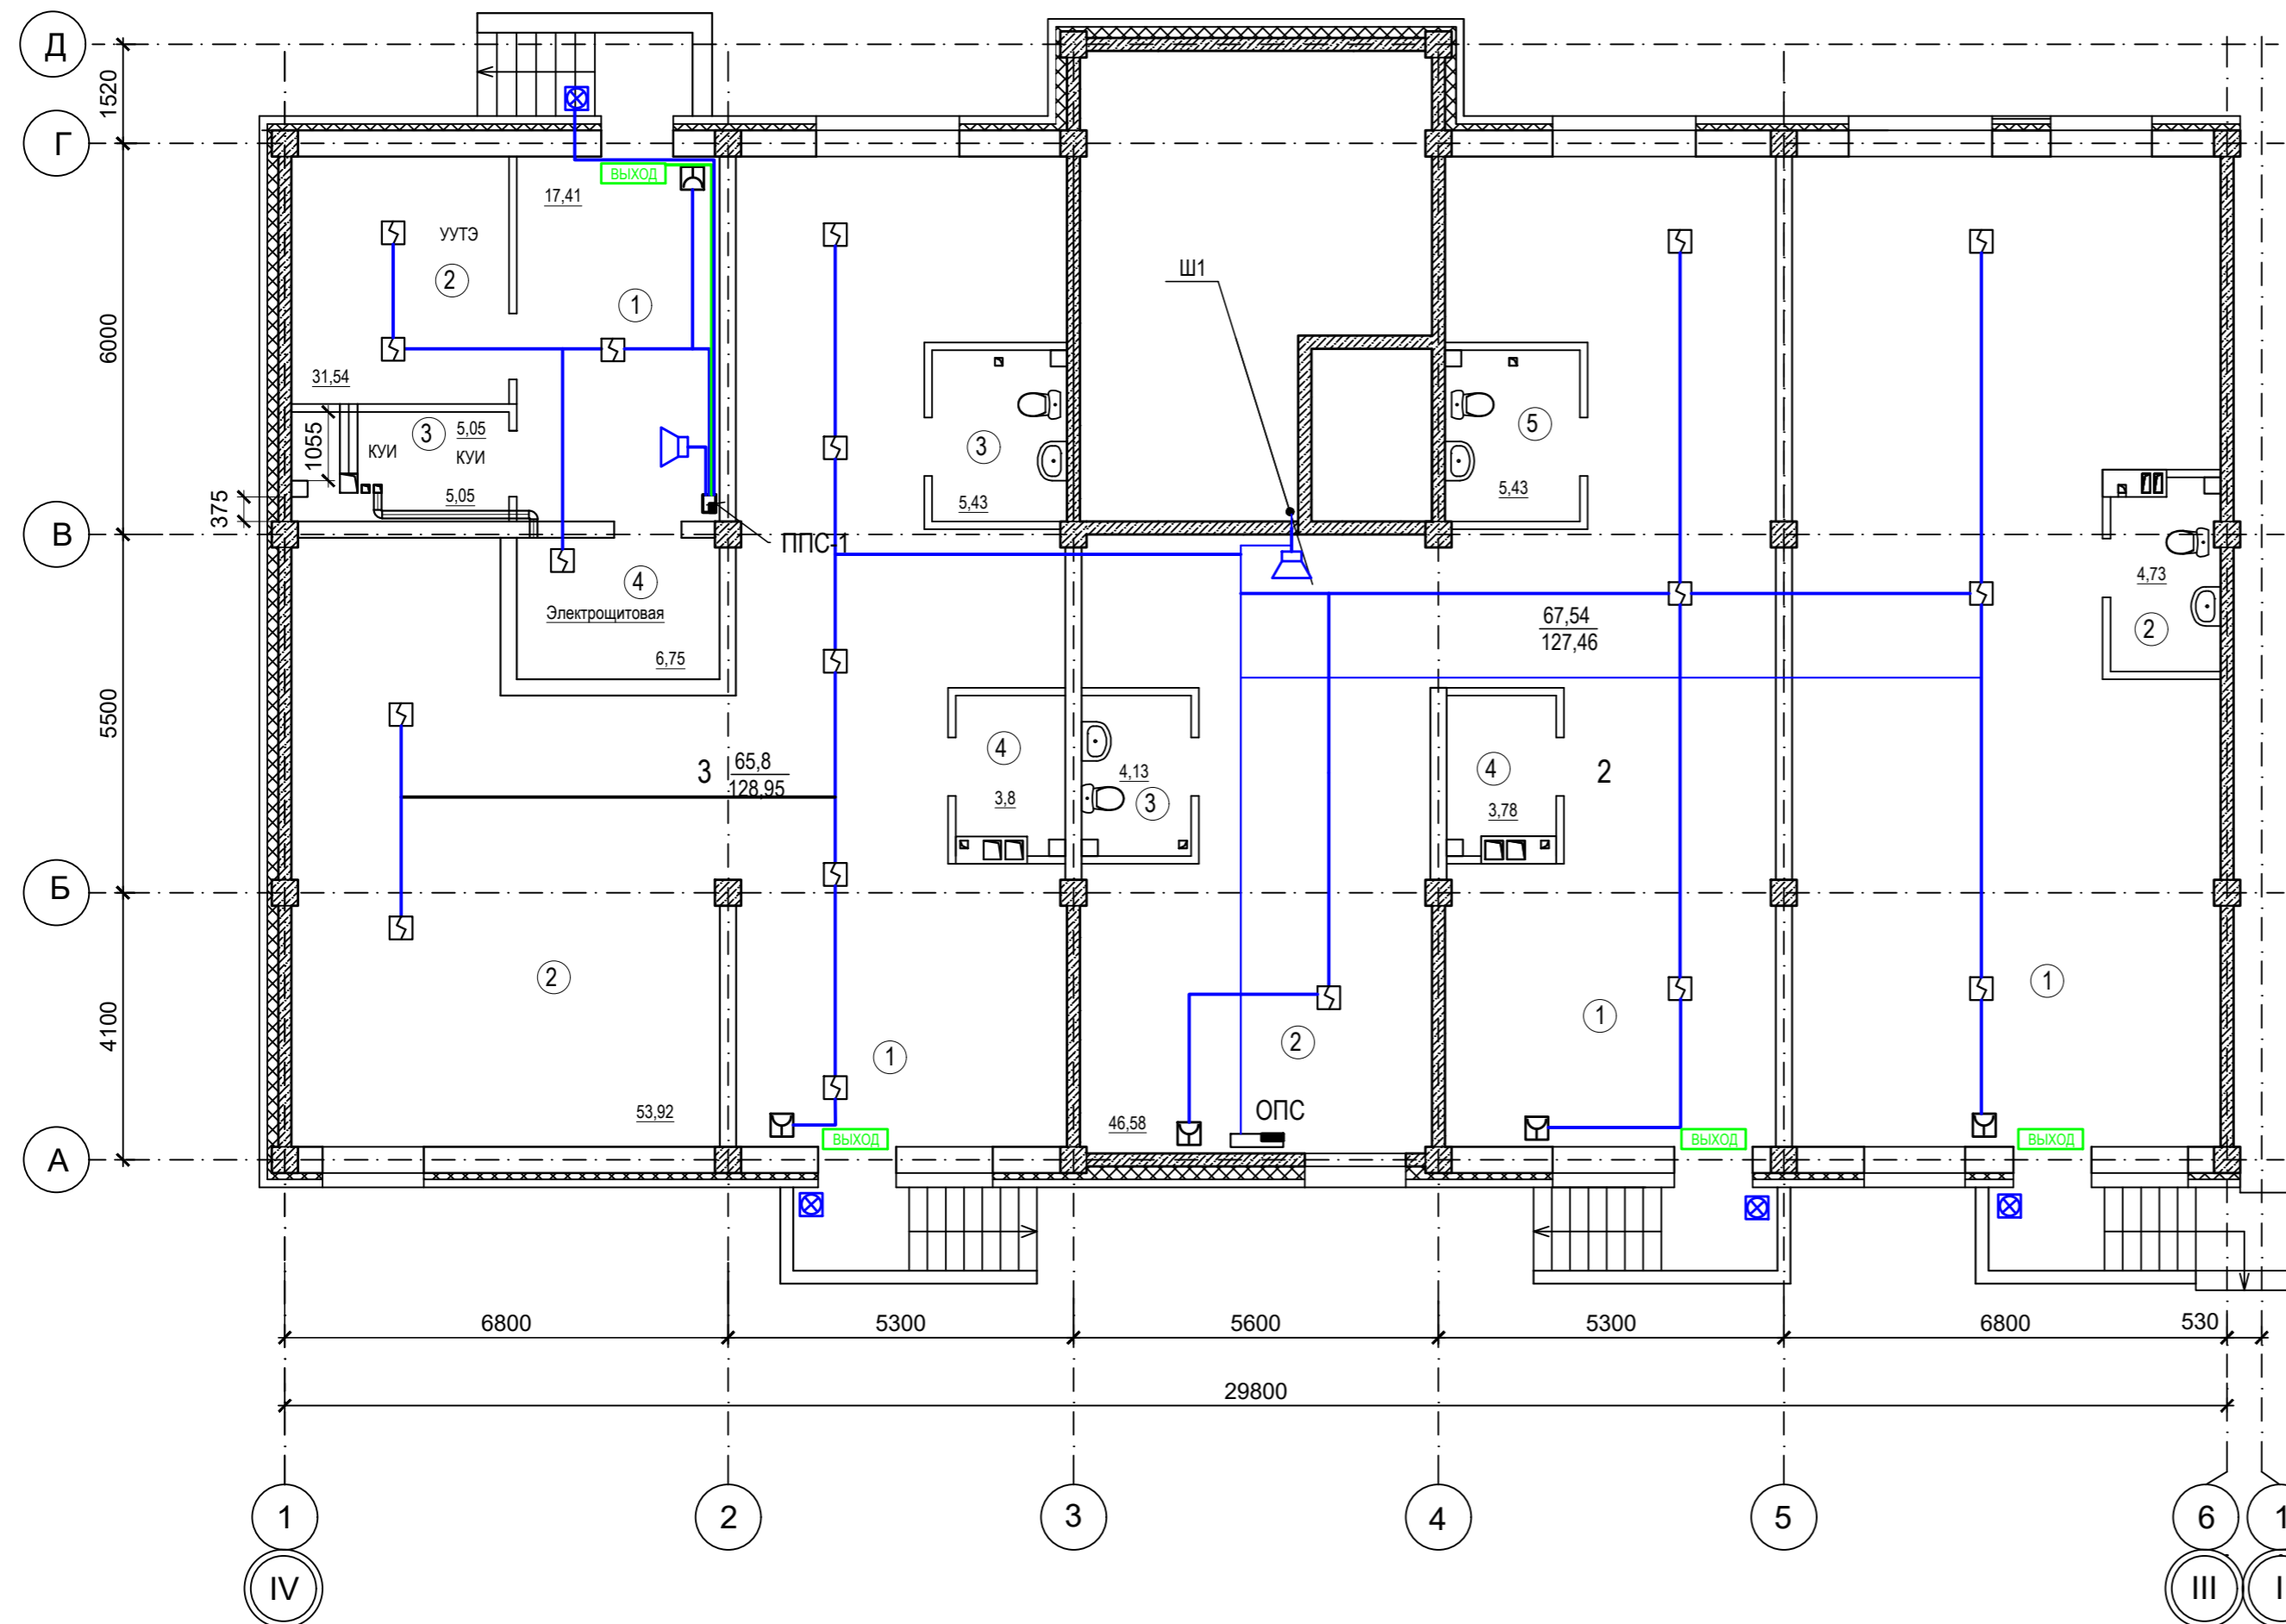 Д
1520
Г
ВЫХОД
17,41
УУТЭ
2
1
Ш1
6000
31,54
3
5,05
КУИ
КУИ
1055
5,05
375
3
5,43
5
5,43
В
ППС-1
4
Электрощитовая
6,75
4,73
2
67,54
127,46
5500
3
65,8
128,95
4
3,8
4,13
3
4
3,78
2
Б
4100
2
1
2
1
1
53,92
46,58
ОПС
ВЫХОД
ВЫХОД
ВЫХОД
А
6800
5300
5600
5300
6800
530
29800
1
2
3
4
5
6
1
IV
III
I